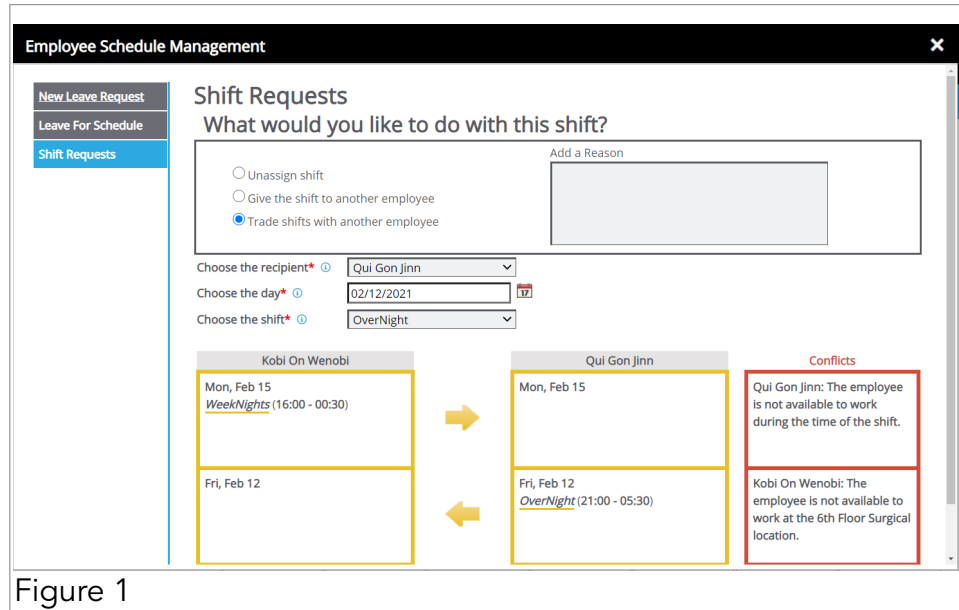 Employee Schedule Management
New Leave Request
Leave For Schedule
Shift Requests
Shift Requests
What would you like to do with this shift?
Unassign shift
Give the shift to another employee
Trade shifts with another employee
Add a Reason
Choose the recipient* Qui Gon Jinn
Choose the day* 02/12/2021 17
Choose the shift* OverNight
Kobi On Wenobi
Qui Gon Jinn
Conflicts
Mon, Feb 15
WeekNights (16:00 - 00:30)
Mon, Feb 15
Qui Gon Jinn: The employee
is not available to work
during the time of the shift.
Fri, Feb 12
Fri, Feb 12
OverNight (21:00 - 05:30)
Kobi On Wenobi: The
employee is not available to
work at the 6th Floor Surgical
location.
Figure 1